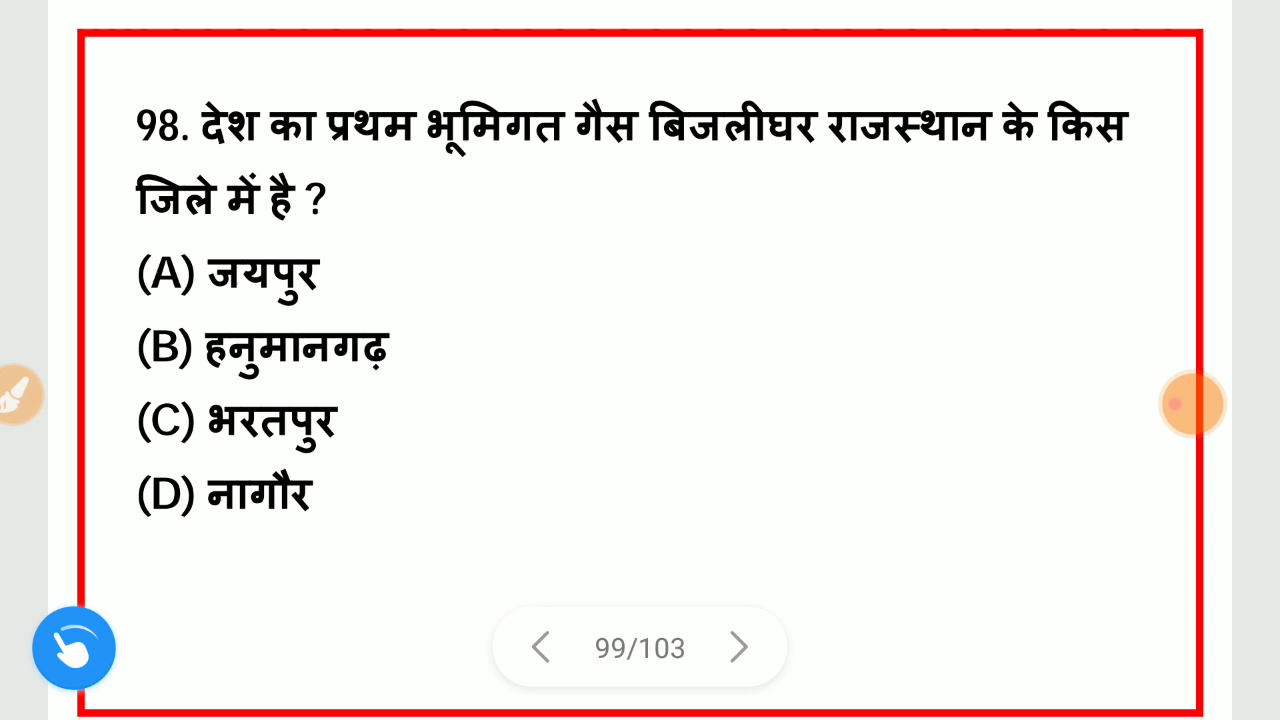 98. देश का प्रथम भूमिगत गैस बिजलीघर राजस्थान के किस
जिले में है ?
(A) जयपुर
(B) हनुमानगढ़
(C) भरतपुर
(D) नागौर
99/103